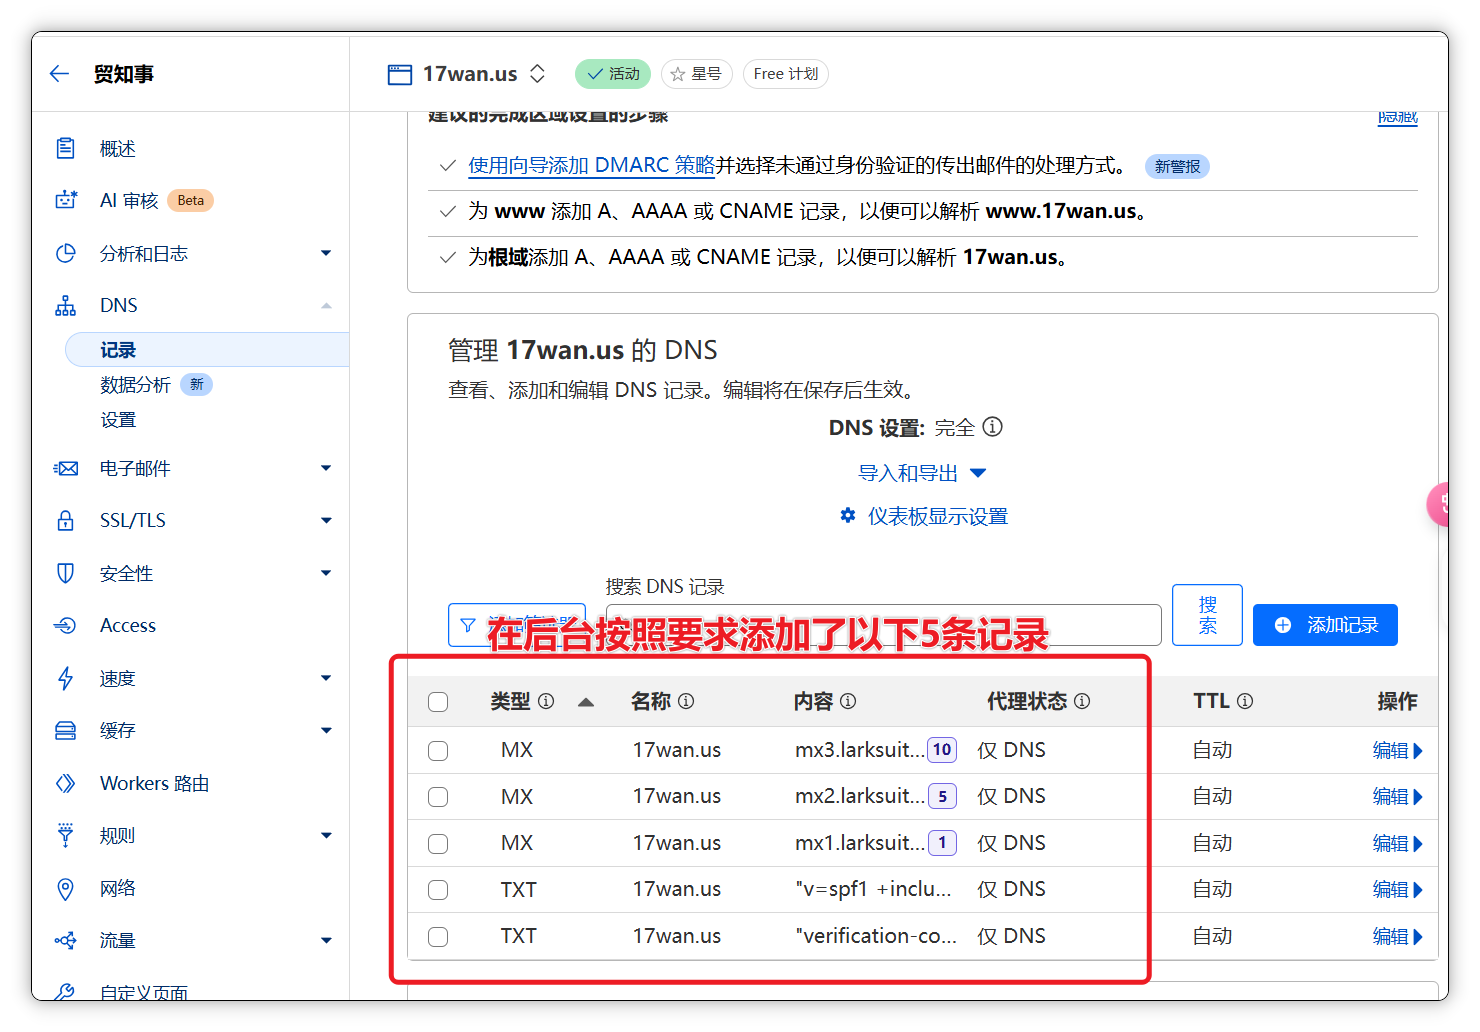 贸知事
17wan.us
活动
星号
Free 计划
概述
AI 审核 Beta
分析和日志
DNS
记录
数据分析 新
设置
电子邮件
SSL/TLS
安全性
Access
速度
缓存
Workers 路由
规则
网络
流量
自定义页面
建议的完成区域设置的步骤
隐藏
使用向导添加 DMARC 策略并选择未通过身份验证的传出邮件的处理方式。 新警报
为 www 添加 A、AAAA 或 CNAME 记录，以便可以解析 www.17wan.us。
为根域添加 A、AAAA 或 CNAME 记录，以便可以解析 17wan.us。
管理 17wan.us 的 DNS
查看、添加和编辑 DNS 记录。编辑将在保存后生效。
DNS 设置: 完全
导入和导出
仪表板显示设置
搜索 DNS 记录
搜索
添加记录
在后台按照要求添加了以下5条记录
类型 名称 内容 代理状态 TTL 操作
MX 17wan.us mx3.larksuit... 10 仅 DNS 自动 编辑
MX 17wan.us mx2.larksuit... 5 仅 DNS 自动 编辑
MX 17wan.us mx1.larksuit... 1 仅 DNS 自动 编辑
TXT 17wan.us "v=spf1 +inclu... 仅 DNS 自动 编辑
TXT 17wan.us "verification-co... 仅 DNS 自动 编辑